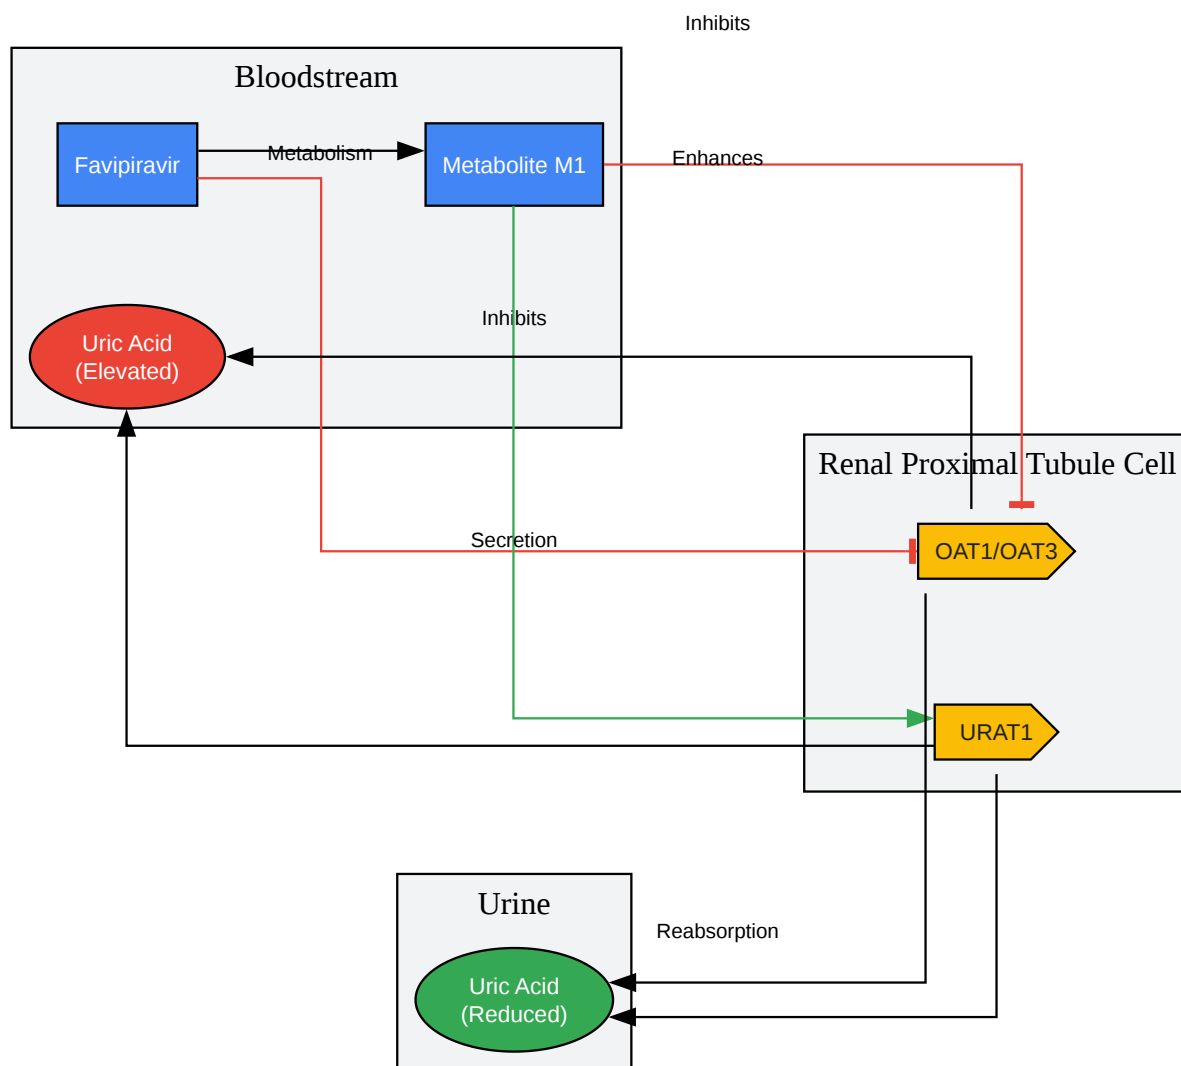 Inhibits
Bloodstream
Favipiravir
Metabolism
Metabolite M1
Enhances
Inhibits
Uric Acid
(Elevated)
Renal Proximal Tubule Cell
Secretion
OAT1/OAT3
URAT1
Urine
Reabsorption
Uric Acid
(Reduced)